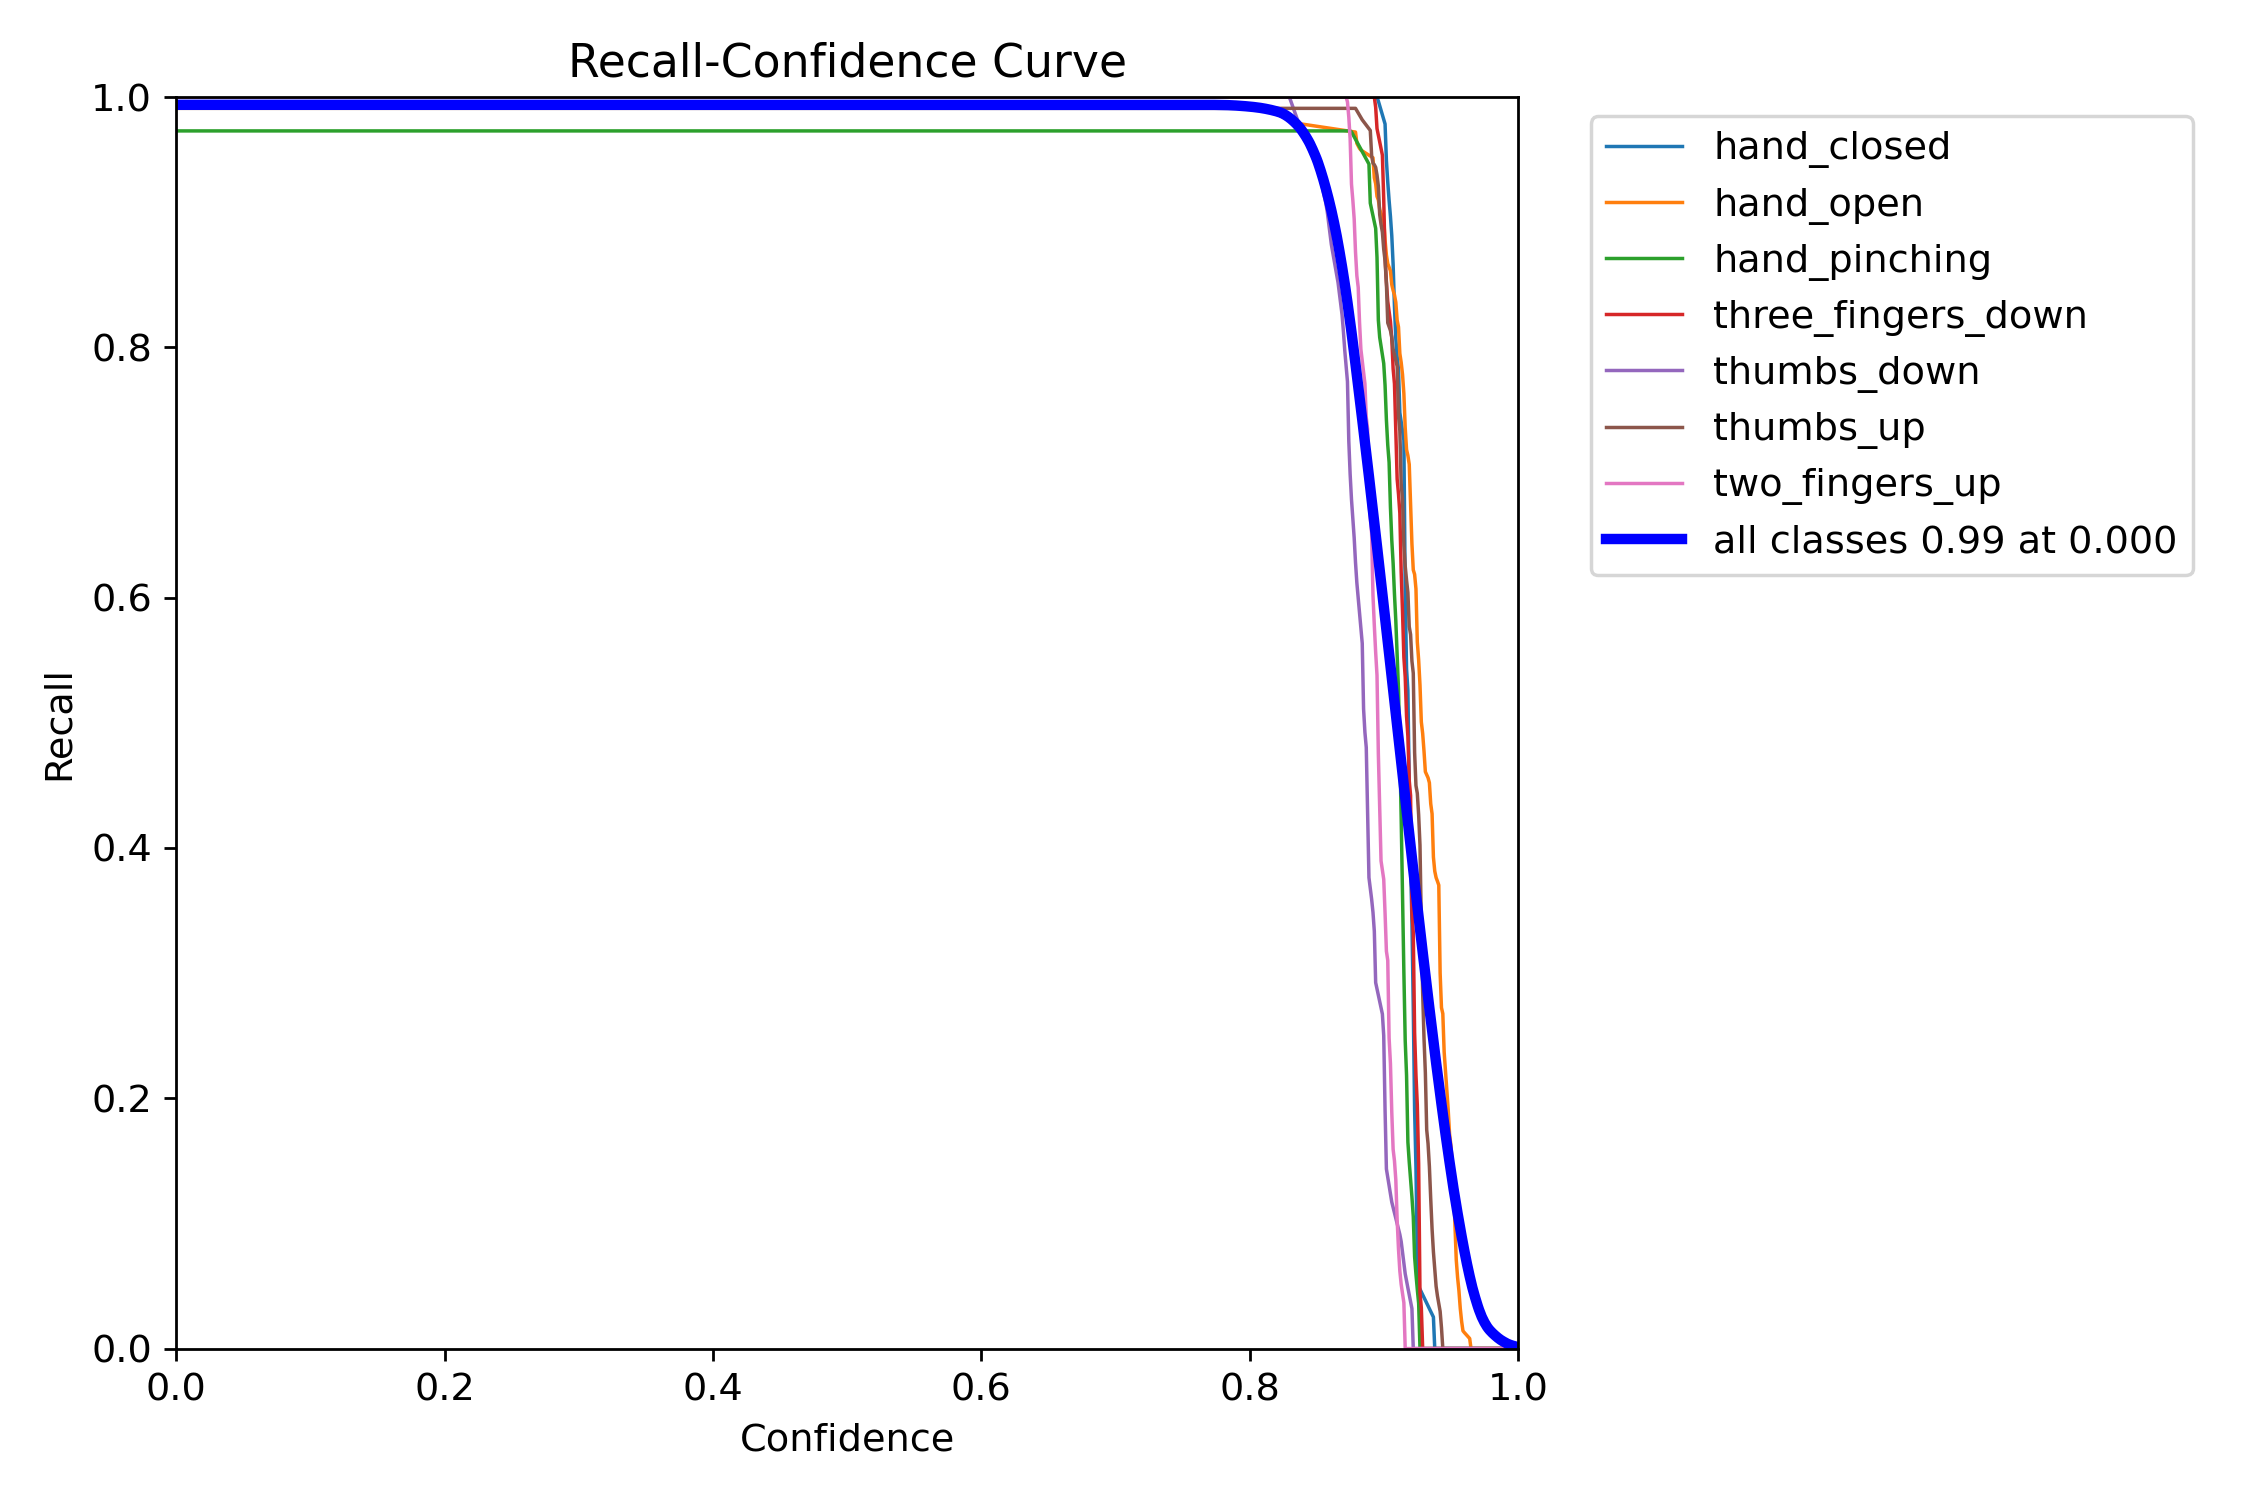 Recall-Confidence Curve
1.0
0.8
0.6
0.4
0.2
0.0
Recall
0.0 0.2 0.4 0.6 0.8 1.0
Confidence
hand_closed
hand_open
hand_pinching
three_fingers_down
thumbs_down
thumbs_up
two_fingers_up
all classes 0.99 at 0.000